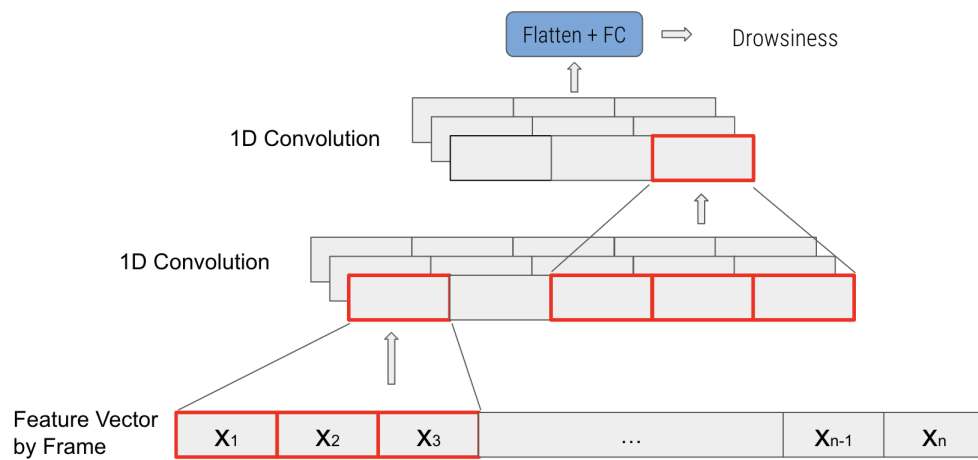 Flatten + FC
Drowsiness
1D Convolution
1D Convolution
Feature Vector
by Frame
X1
X2
X3
...
Xn-1
Xn